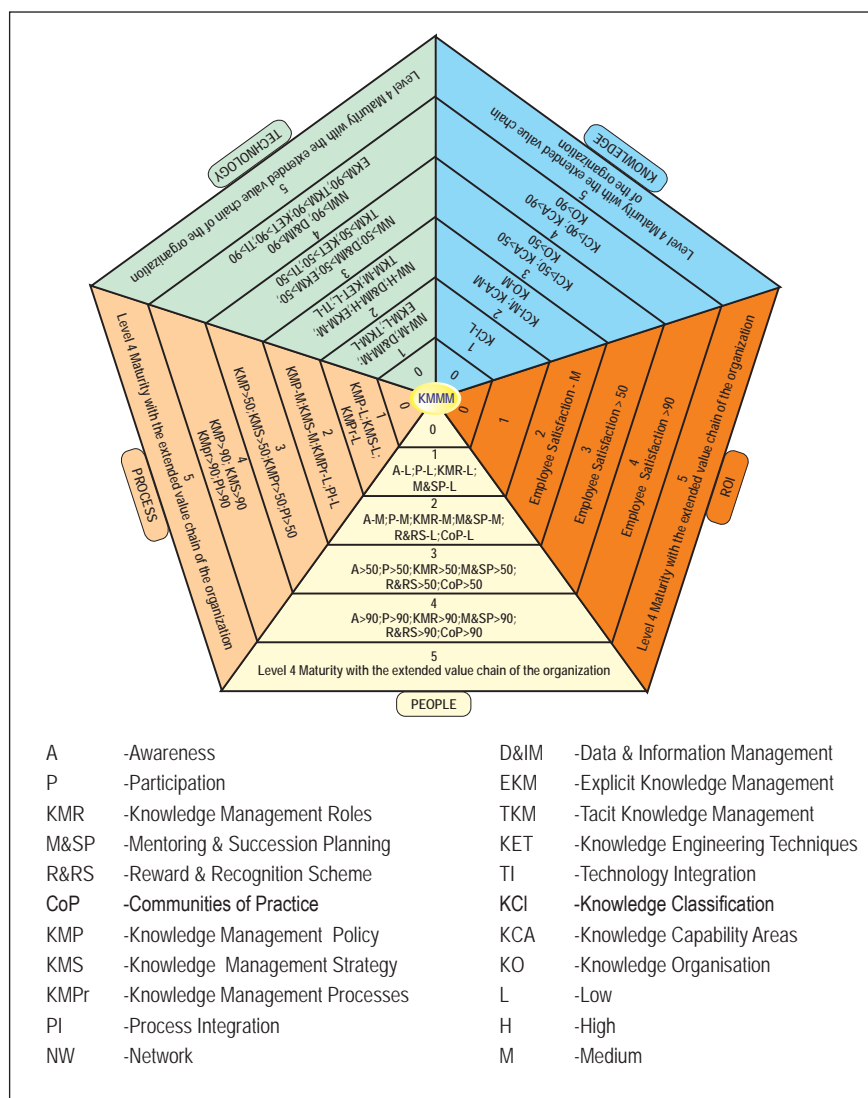 TECHNOLOGY
Level 4 Maturity with the extended value chain of the organization
5
EKM>90;TKM>90;KET>90;TI>90
NW>90; D&IM>90
4
TKM>50;KET>50;TI>50
NW>50;D&IM>50;EKM>50;
3
TKM-M;KET-L;TI-L
NW-H;D&IM-H;EKM-M;
2
EKM-L; TKM-L
NW-M;D&IM-M;
1
0
KNOWLEDGE
Level 4 Maturity with the extended value chain
of the organization
5
KO>90
KCI>90; KCA>90
4
KO>50
KCI>50; KCA>50
3
KO-M
KCI-M; KCA-M
2
KCI-L
1
0
KMMM
PROCESS
Level 4 Maturity with the extended value chain of the organization
5
KMpr>90;PI>90
KMP>90; KMS>90
4
KMP>50;KMS>50;KMPr>50;PI>50
3
KMP-M;KMS-M;KMPr-L;PI-L
2
KMPr-L
KMP-L;KMS-L;
1
0
ROI
0
1
2
Employee Satisfaction - M
3
Employee Satisfaction > 50
4
Employee Satisfaction >90
5
Level 4 Maturity with the extended value chain of the organization
0
1
A-L;P-L;KMR-L;
M&SP-L
2
A-M;P-M;KMR-M;M&SP-M;
R&RS-L;CoP-L
3
A>50;P>50;KMR>50;M&SP>50;
R&RS>50;CoP>50
4
A>90;P>90;KMR>90;M&SP>90;
R&RS>90;CoP>90
5
Level 4 Maturity with the extended value chain of the organization
PEOPLE
A -Awareness
P -Participation
KMR -Knowledge Management Roles
M&SP -Mentoring & Succession Planning
R&RS -Reward & Recognition Scheme
CoP -Communities of Practice
KMP -Knowledge Management Policy
KMS -Knowledge Management Strategy
KMPr -Knowledge Management Processes
PI -Process Integration
NW -Network
D&IM -Data & Information Management
EKM -Explicit Knowledge Management
TKM -Tacit Knowledge Management
KET -Knowledge Engineering Techniques
TI -Technology Integration
KCI -Knowledge Classification
KCA -Knowledge Capability Areas
KO -Knowledge Organisation
L -Low
H -High
M -Medium